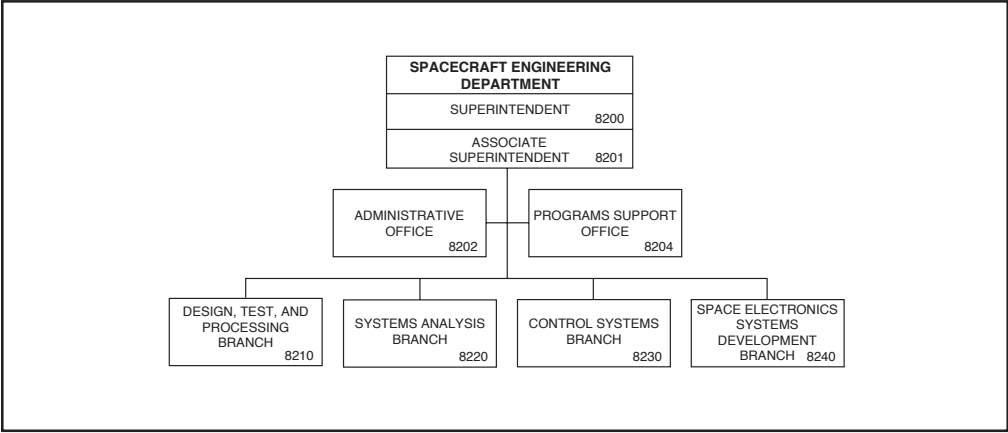 SPACECRAFT ENGINEERING
DEPARTMENT
SUPERINTENDENT
8200
ASSOCIATE
SUPERINTENDENT 8201
ADMINISTRATIVE
OFFICE
8202
PROGRAMS SUPPORT
OFFICE
8204
DESIGN, TEST, AND
PROCESSING
BRANCH
8210
SYSTEMS ANALYSIS
BRANCH
8220
CONTROL SYSTEMS
BRANCH
8230
SPACE ELECTRONICS
SYSTEMS
DEVELOPMENT
BRANCH 8240